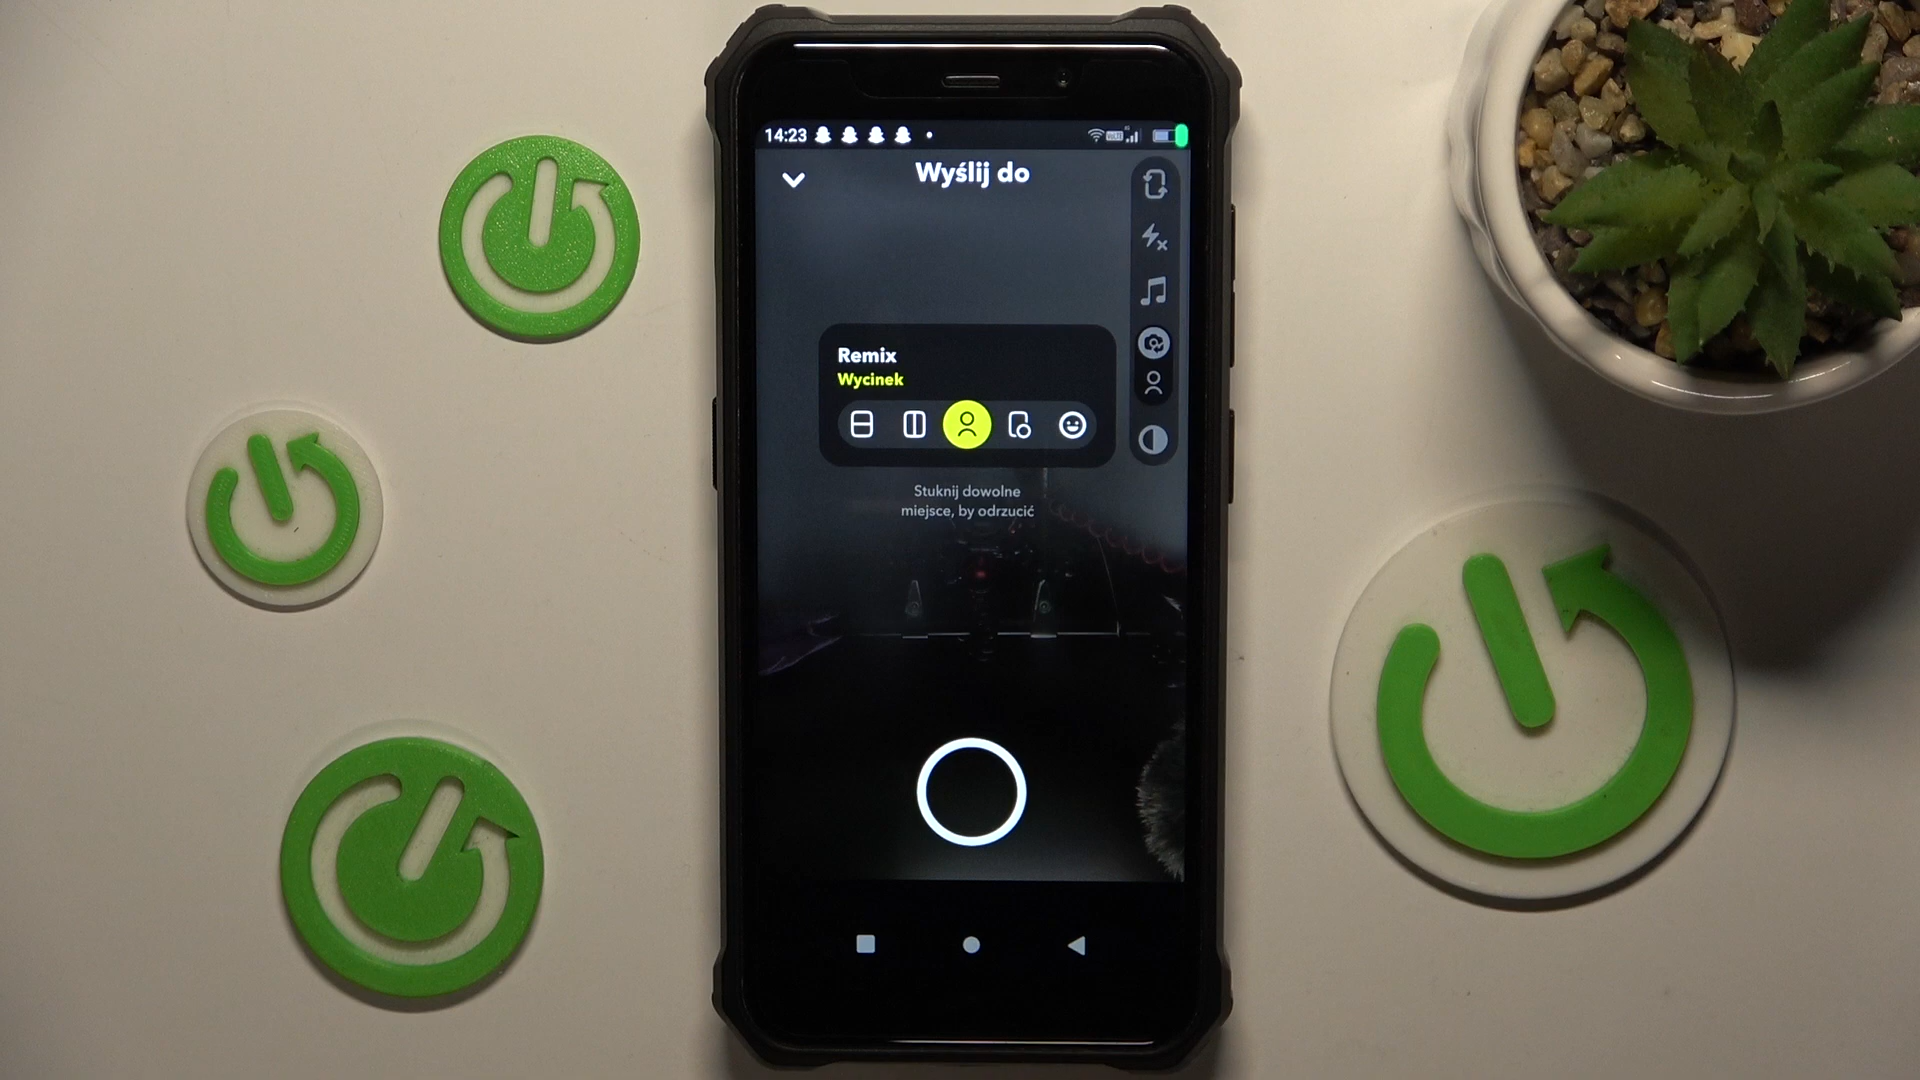 14:23
Wyślij do
Remix
Wycinek
Stuknij dowolne
miejsce, by odrzucić